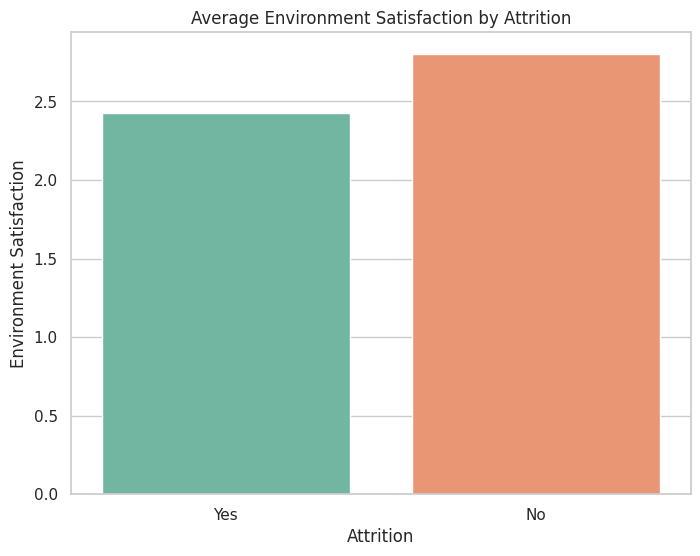 Average Environment Satisfaction by Attrition
Environment Satisfaction
2.5
2.0
1.5
1.0
0.5
0.0
Yes
No
Attrition